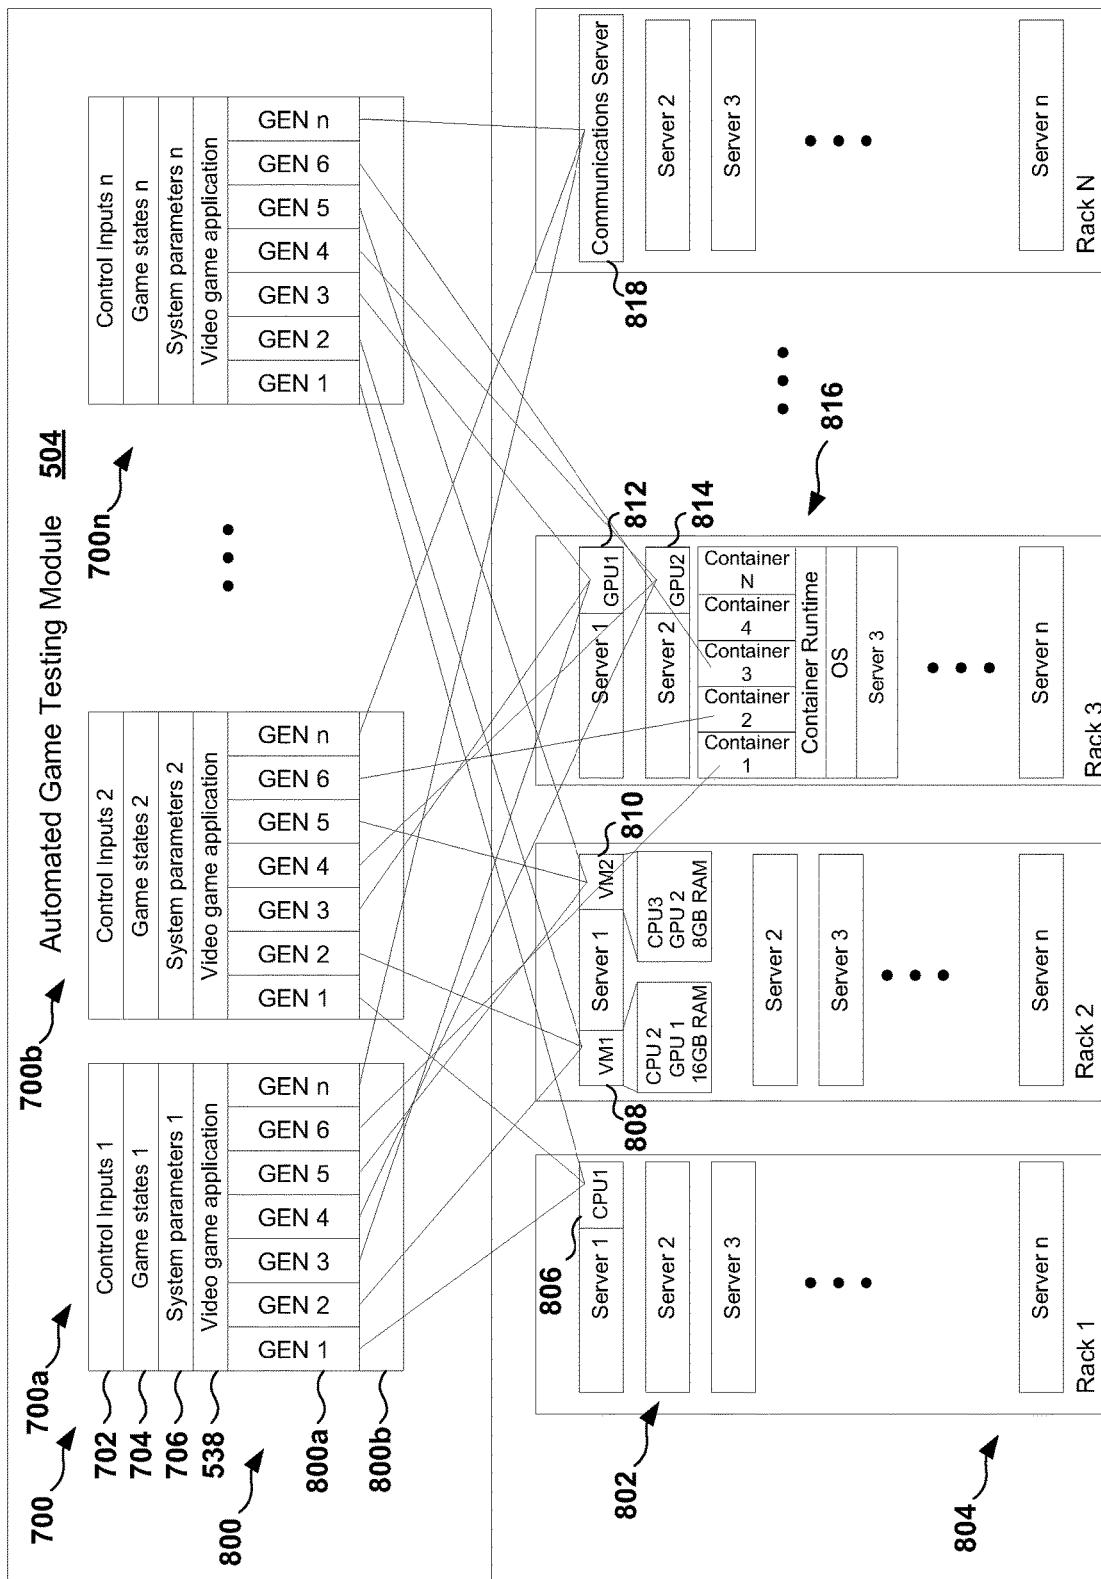 Automated Game Testing Module 504
700
700a
700b
700n
702
704
706
538
800
800a
800b
Control Inputs 1
Game states 1
System parameters 1
Video game application
GEN 1
GEN 2
GEN 3
GEN 4
GEN 5
GEN 6
GEN n
Control Inputs 2
Game states 2
System parameters 2
Video game application
GEN 1
GEN 2
GEN 3
GEN 4
GEN 5
GEN 6
GEN n
Control Inputs n
Game states n
System parameters n
Video game application
GEN 1
GEN 2
GEN 3
GEN 4
GEN 5
GEN 6
GEN n
802
804
806
Server 1
CPU1
Server 2
Server 3
Server n
Rack 1
808
VM1
Server 1
VM2
810
CPU 2
GPU 1
16GB RAM
CPU3
GPU 2
8GB RAM
Server 2
Server 3
Server n
Rack 2
Server 1
GPU1
812
Server 2
GPU2
814
Container
1
Container
2
Container
3
Container
4
Container
N
Container Runtime
OS
Server 3
816
Server n
Rack 3
818
Communications Server
Server 2
Server 3
Server n
Rack N